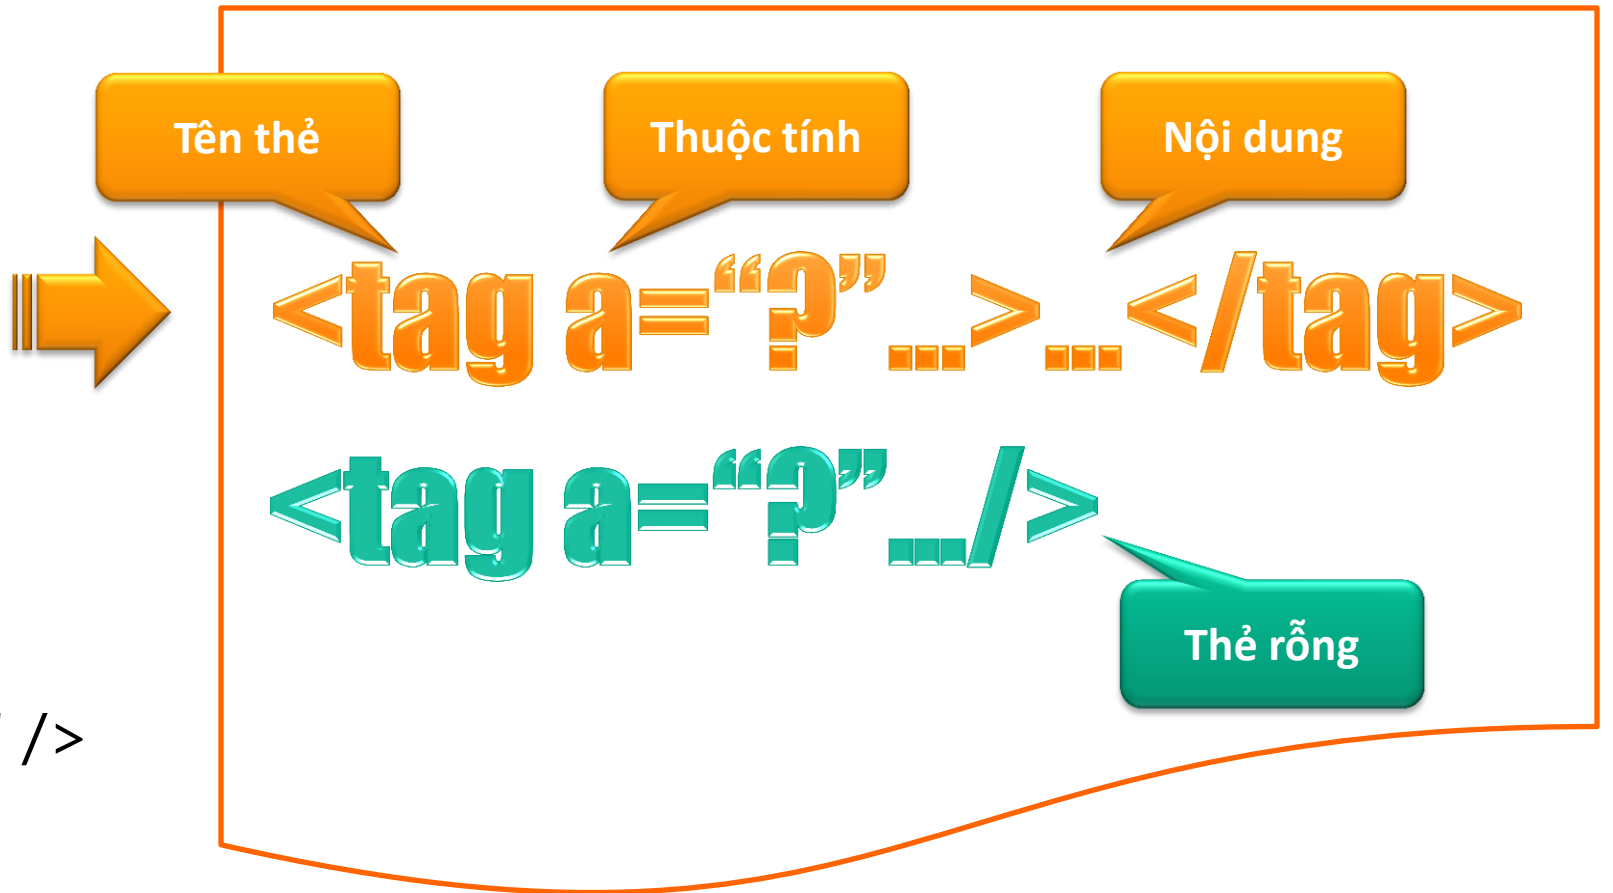 Tên thẻ
Thuộc tính
Nội dung
<tag a=“?” ...>... </tag>
<tag a=“?” .../>
Thẻ rỗng
/>